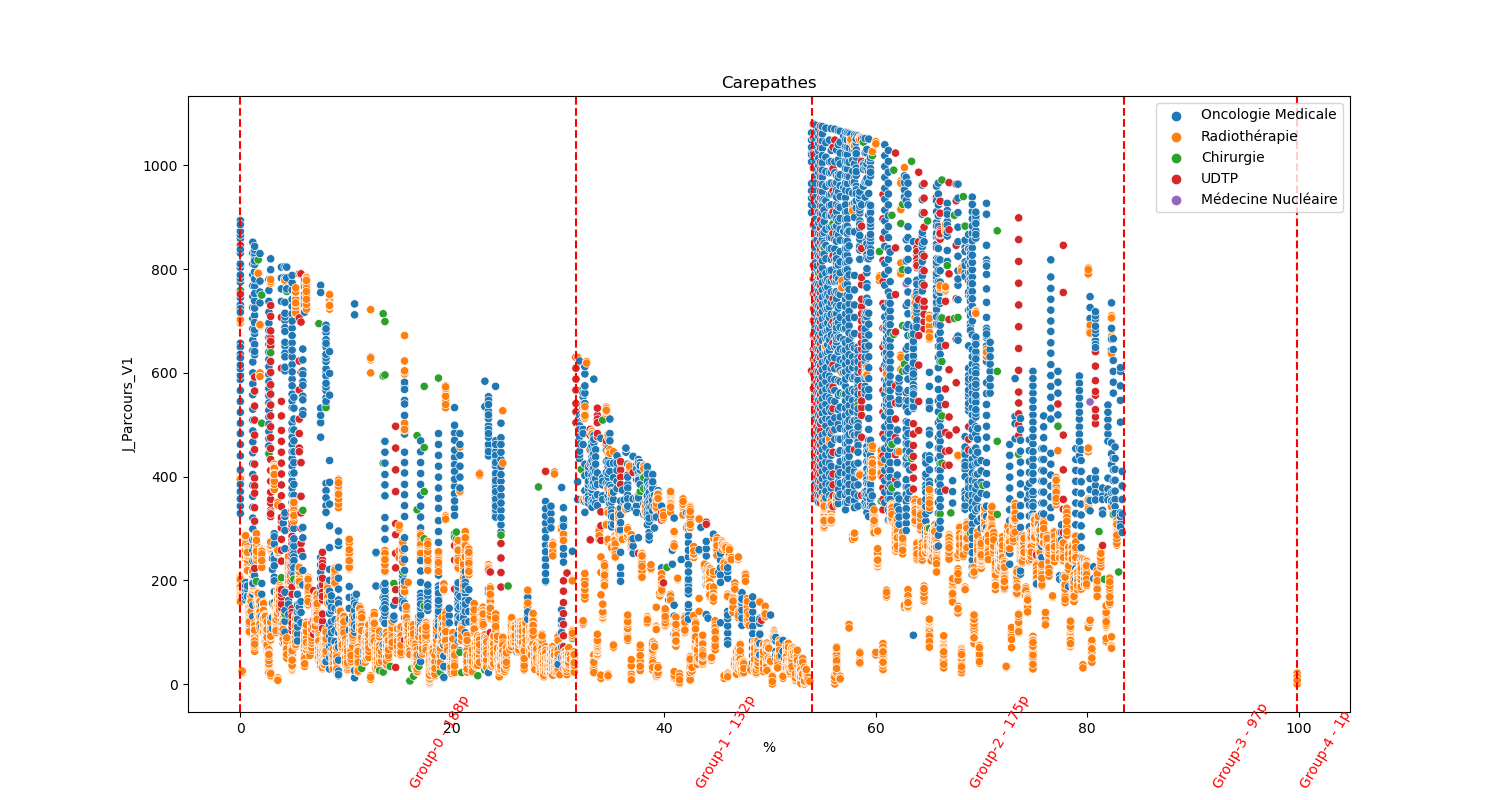 Carepathes
Oncologie Medicale
Radiothérapie
Chirurgie
UDTP
Médecine Nucléaire
J_Parcours_V1
1000
800
600
400
200
0
0 20 40 60 80 100
%
Group-0 - 188p
Group-1 - 132p
Group-2 - 175p
Group-3 - 97p
Group-4 - 1p